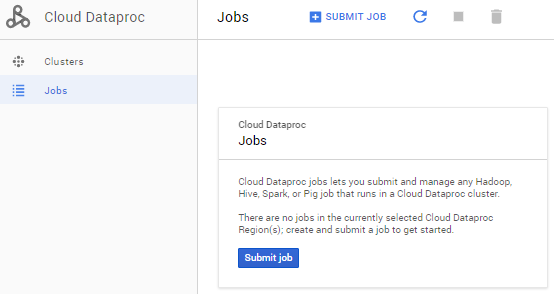 Cloud Dataproc
Jobs
SUBMIT JOB
Clusters
Jobs
Cloud Dataproc
Jobs
Cloud Dataproc jobs lets you submit and manage any Hadoop,
Hive, Spark, or Pig job that runs in a Cloud Dataproc cluster.
There are no jobs in the currently selected Cloud Dataproc
Region(s); create and submit a job to get started.
Submit job